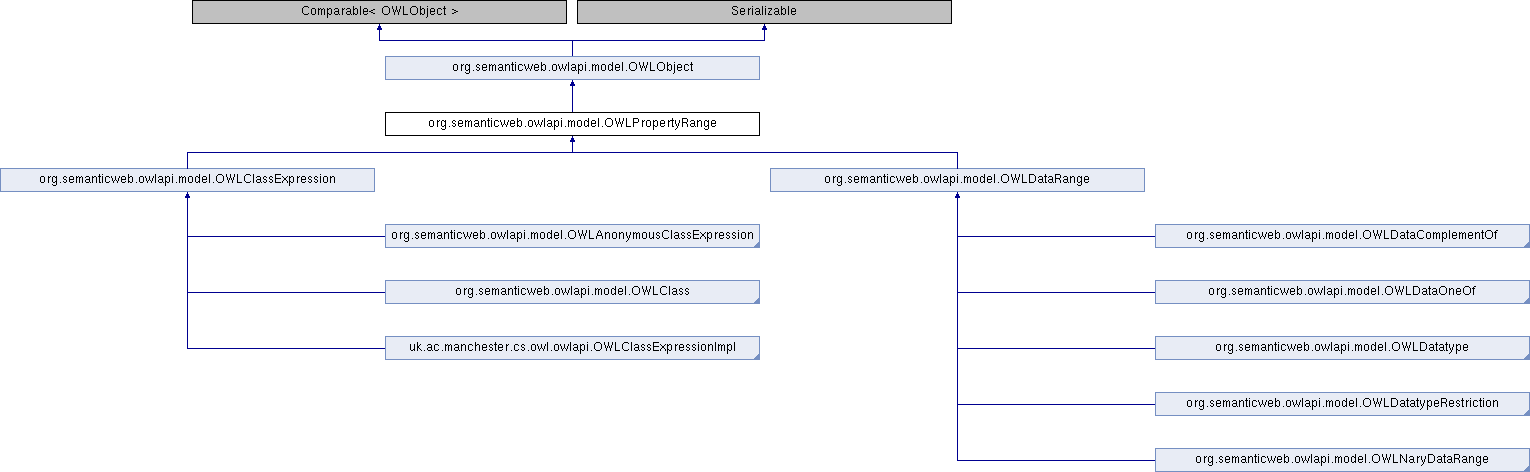 Comparable< OWLObject >
Serializable
org.semanticweb.owlapi.model.OWLObject
org.semanticweb.owlapi.model.OWLPropertyRange
org.semanticweb.owlapi.model.OWLClassExpression
org.semanticweb.owlapi.model.OWLDataRange
org.semanticweb.owlapi.model.OWLAnonymousClassExpression
org.semanticweb.owlapi.model.OWLDataComplementOf
org.semanticweb.owlapi.model.OWLClass
org.semanticweb.owlapi.model.OWLDataOneOf
uk.ac.manchester.cs.owl.owlapi.OWLClassExpressionImpl
org.semanticweb.owlapi.model.OWLDatatype
org.semanticweb.owlapi.model.OWLDatatypeRestriction
org.semanticweb.owlapi.model.OWLNaryDataRange